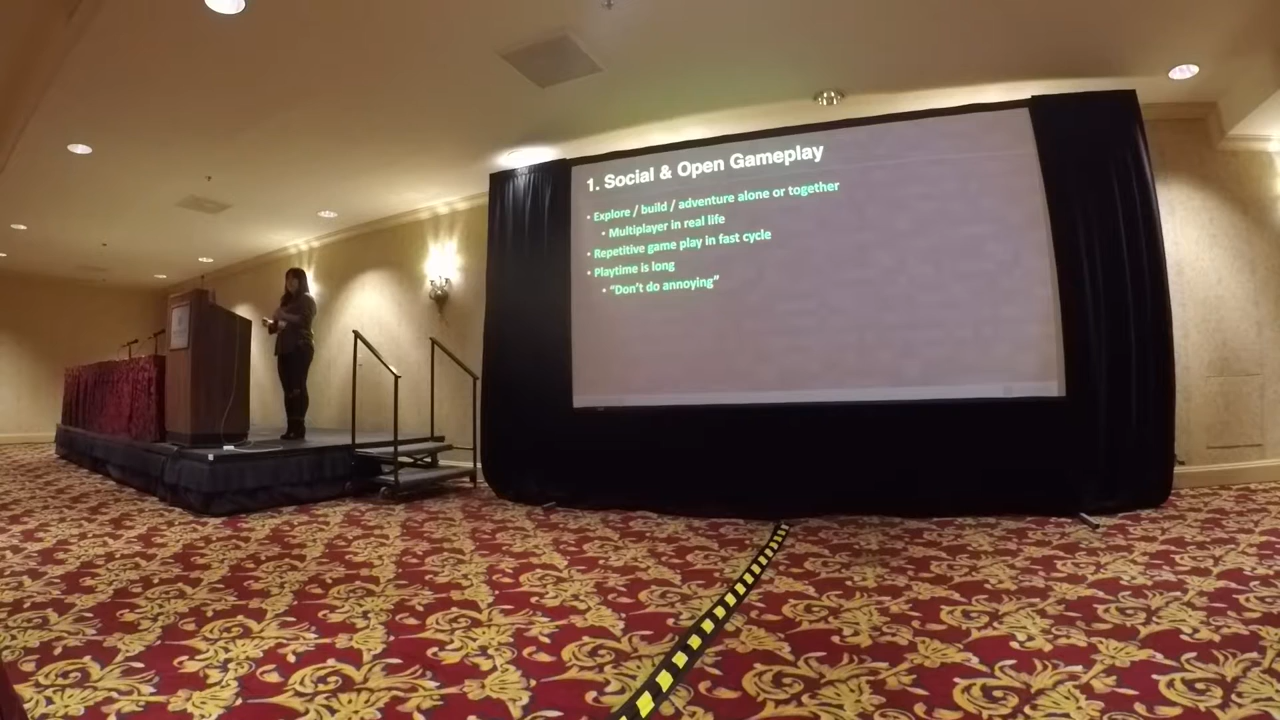 1. Social & Open Gameplay
• Explore / build / adventure alone or together
• Multiplayer in real life
• Repetitive game play in fast cycle
• Playtime is long
• “Don’t do annoying”